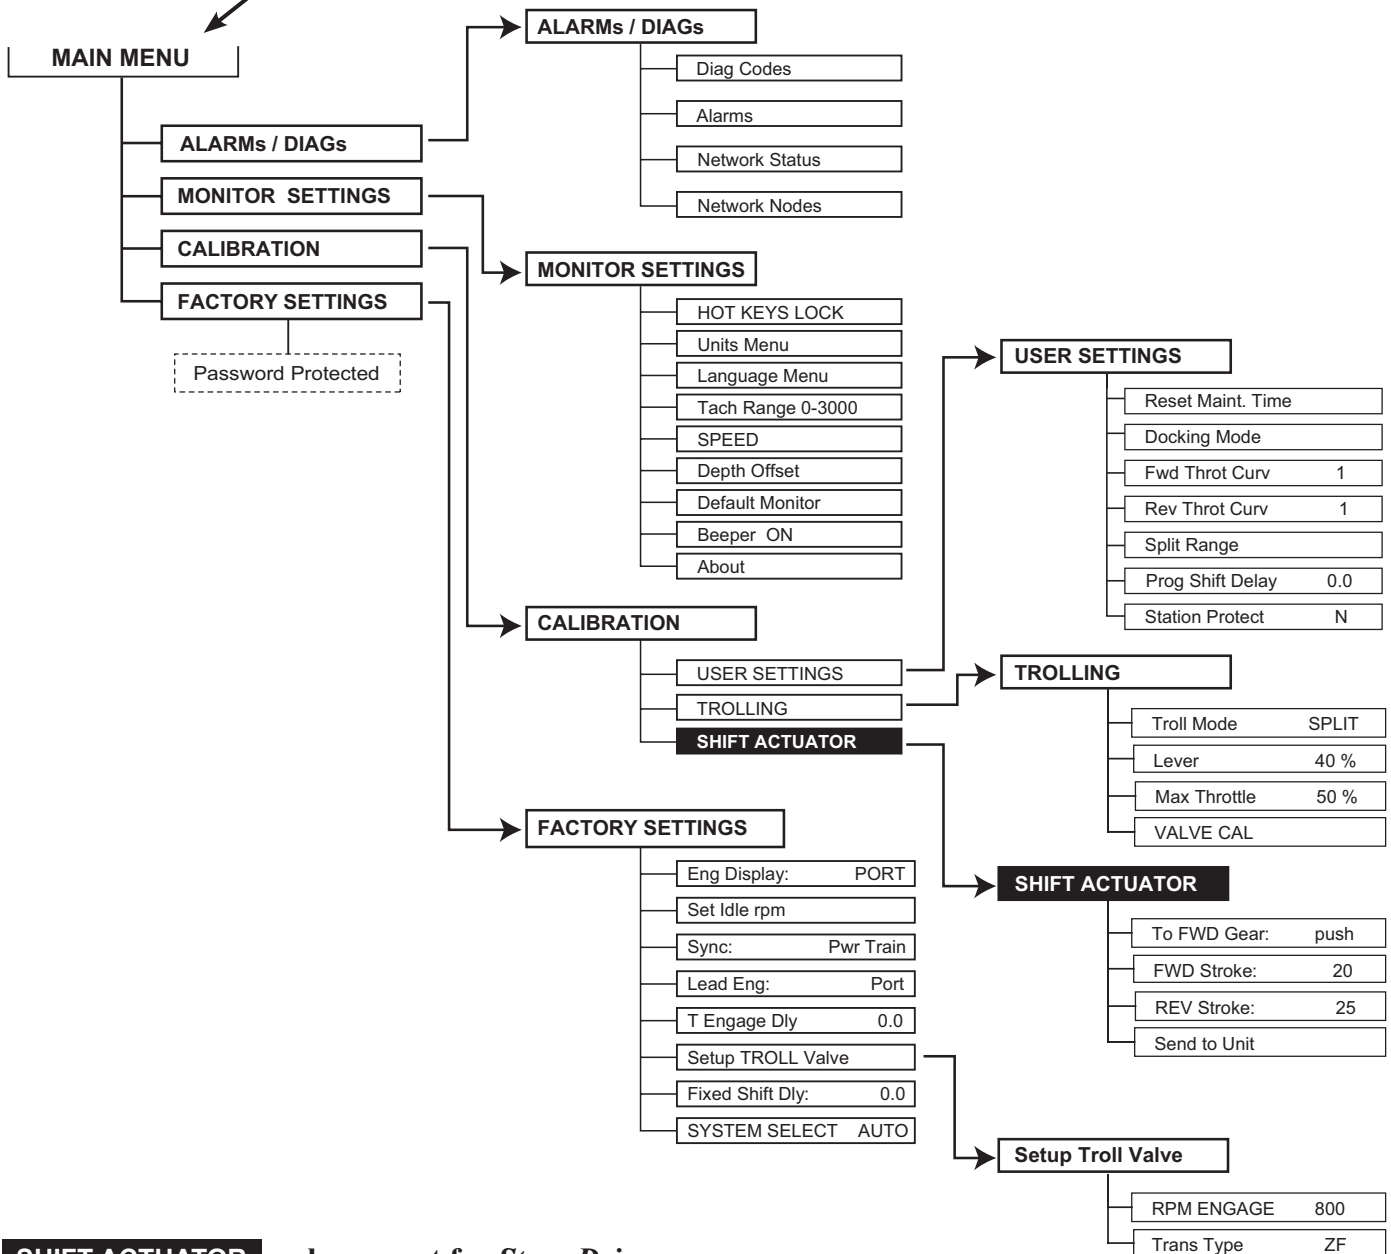 MAIN MENU
ALARMs / DIAGs
MONITOR SETTINGS
CALIBRATION
FACTORY SETTINGS
Password Protected
ALARMs / DIAGs
Diag Codes
Alarms
Network Status
Network Nodes
MONITOR SETTINGS
HOT KEYS LOCK
Units Menu
Language Menu
Tach Range 0-3000
SPEED
Depth Offset
Default Monitor
Beeper ON
About
CALIBRATION
USER SETTINGS
TROLLING
SHIFT ACTUATOR
FACTORY SETTINGS
Eng Display: PORT
Set Idle rpm
Sync: Pwr Train
Lead Eng: Port
T Engage Dly 0.0
Setup TROLL Valve
Fixed Shift Dly: 0.0
SYSTEM SELECT AUTO
USER SETTINGS
Reset Maint. Time
Docking Mode
Fwd Throt Curv 1
Rev Throt Curv 1
Split Range
Prog Shift Delay 0.0
Station Protect N
TROLLING
Troll Mode SPLIT
Lever 40 %
Max Throttle 50 %
VALVE CAL
SHIFT ACTUATOR
To FWD Gear: push
FWD Stroke: 20
REV Stroke: 25
Send to Unit
Setup Troll Valve
RPM ENGAGE 800
Trans Type ZF
SHIFT ACTUATOR